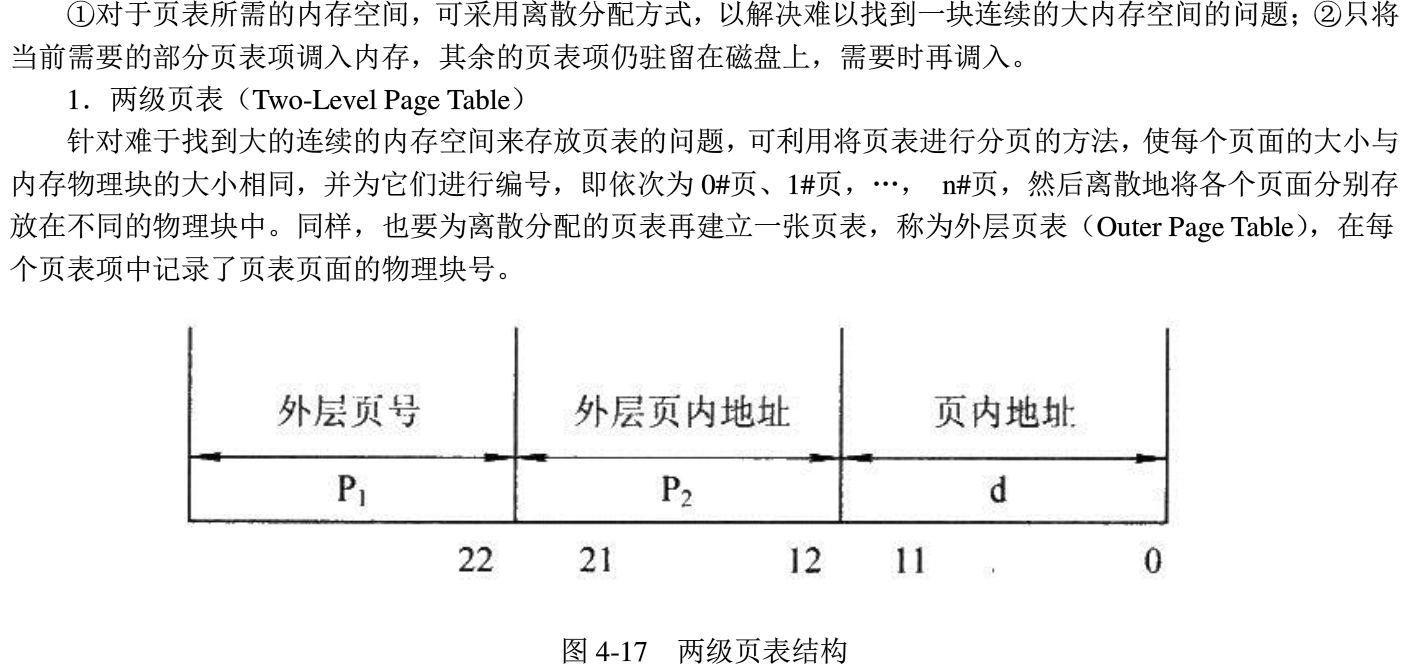 ①对于页表所需的内存空间，可采用离散分配方式，以解决难以找到一块连续的大内存空间的问题；②只将
当前需要的部分页表项调入内存，其余的页表项仍驻留在磁盘上，需要时再调入。
1．两级页表（Two-Level Page Table）
针对难于找到大的连续的内存空间来存放页表的问题，可利用将页表进行分页的方法，使每个页面的大小与
内存物理块的大小相同，并为它们进行编号，即依次为 0#页、1#页，…， n#页，然后离散地将各个页面分别存
放在不同的物理块中。同样，也要为离散分配的页表再建立一张页表，称为外层页表（Outer Page Table），在每
个页表项中记录了页表页面的物理块号。
外层页号 外层页内地址 页内地址
P₁ P₂ d
22 21 12 11 0
图 4-17 两级页表结构